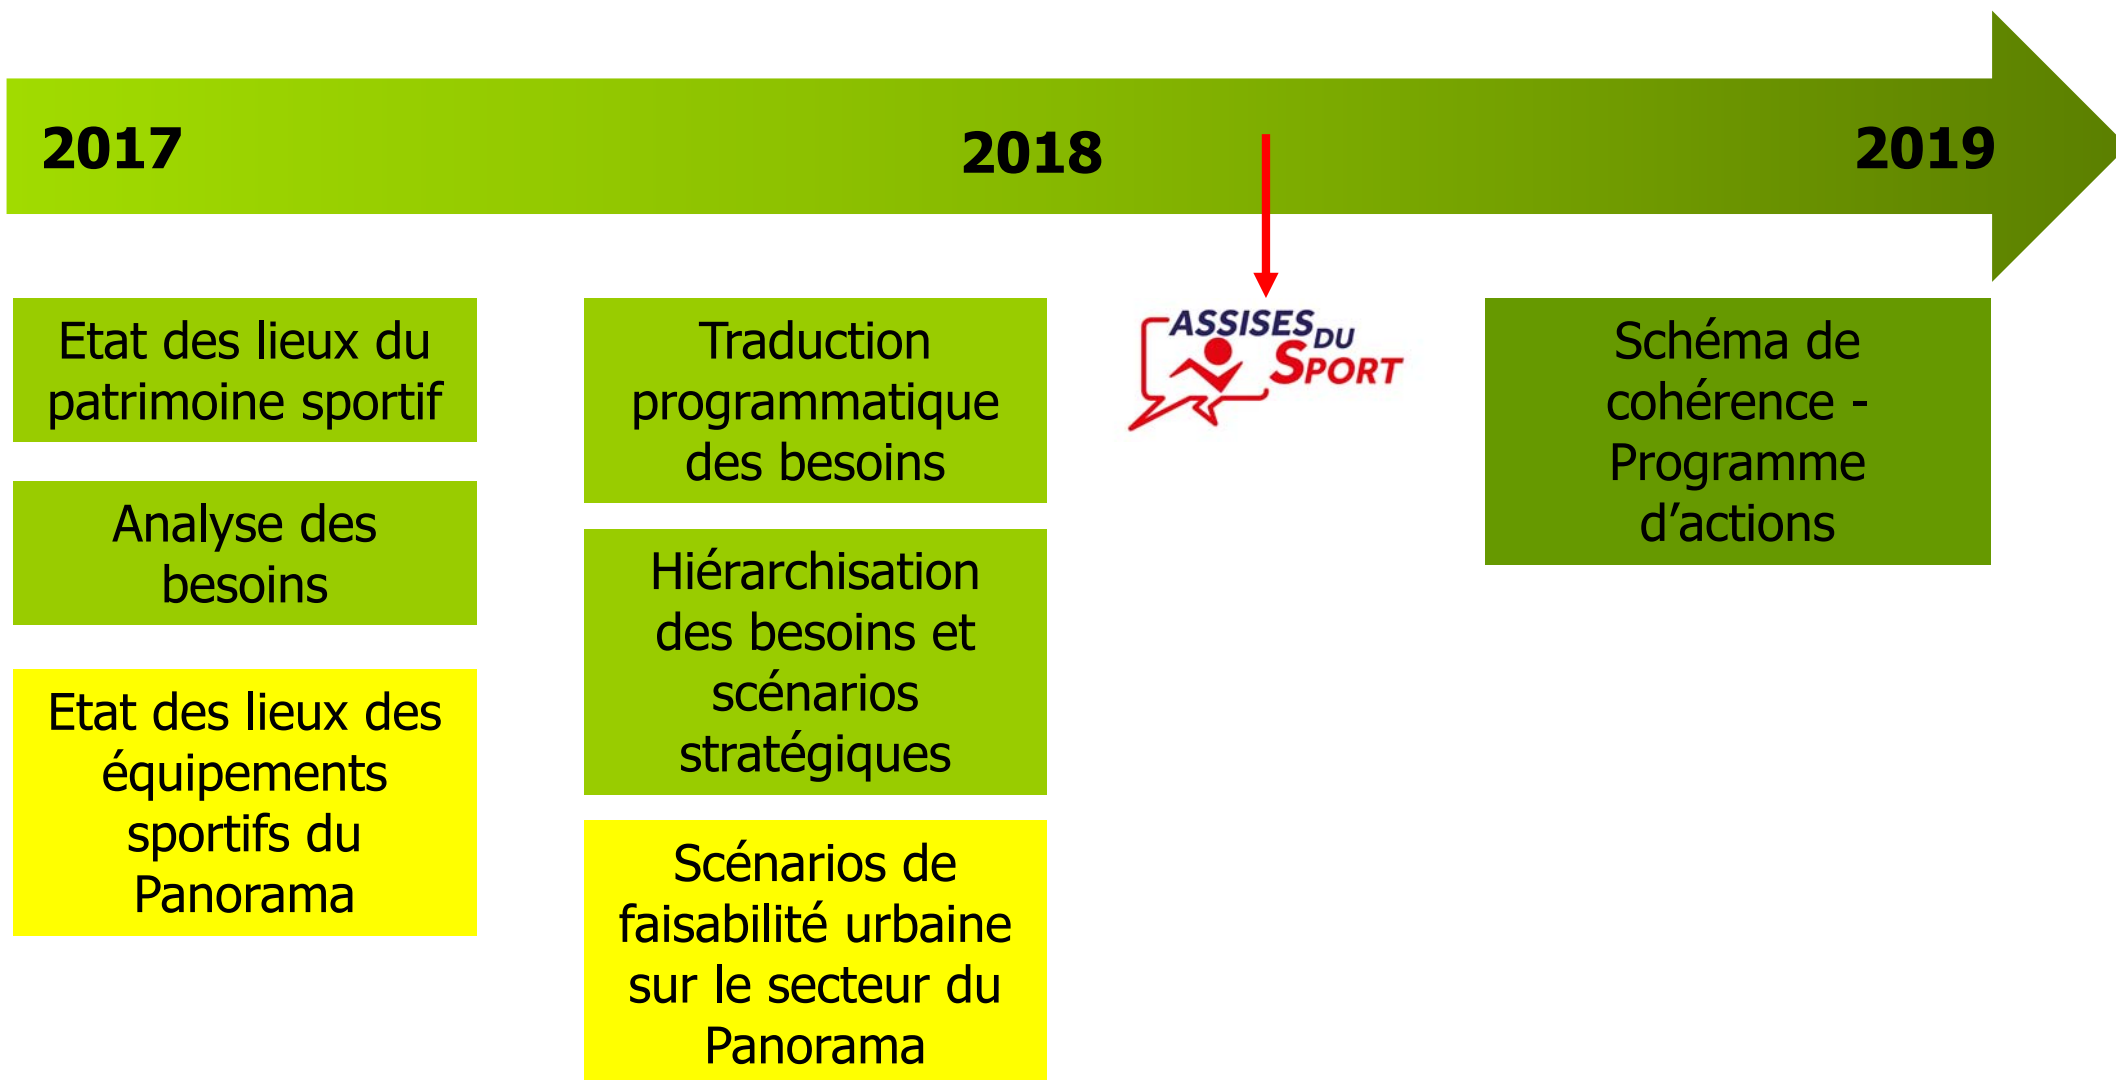 2017
2018
2019
Etat des lieux du
patrimoine sportif
Analyse des
besoins
Etat des lieux des
équipements
sportifs du
Panorama
Traduction
programmatique
des besoins
Hiérarchisation
des besoins et
scénarios
stratégiques
Scénarios de
faisabilité urbaine
sur le secteur du
Panorama
ASSISES DU
SPORT
Schéma de
cohérence -
Programme
d’actions